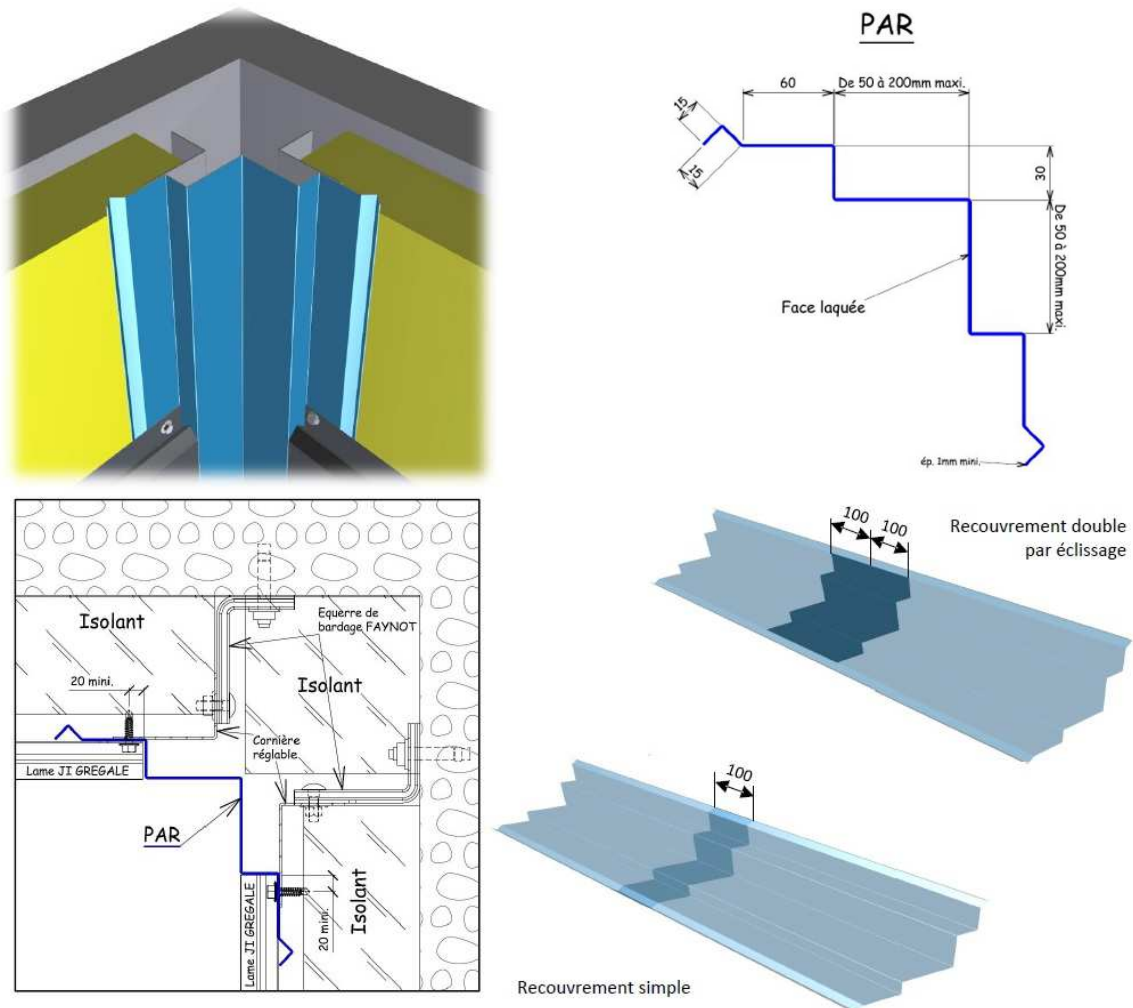 PAR
60
De 50 à 200mm maxi.
15
15
30
De 50 à 200mm maxi.
Face laquée
ép. 1mm mini.
Isolant
Equerre de
bardage FAYNOT
20 mini.
Isolant
Cornière
réglable
Lame JI GREGALE
PAR
Lame JI GREGALE
20 mini.
Isolant
100
100
Recouvrement double
par éclissage
100
Recouvrement simple